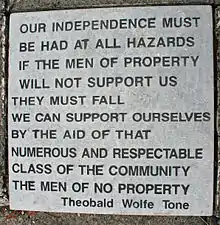 OUR INDEPENDENCE MUST
BE HAD AT ALL HAZARDS
IF THE MEN OF PROPERTY
WILL NOT SUPPORT US
THEY MUST FALL
WE CAN SUPPORT OURSELVES
BY THE AID OF THAT
NUMEROUS AND RESPECTABLE
CLASS OF THE COMMUNITY
THE MEN OF NO PROPERTY
Theobald Wolfe Tone